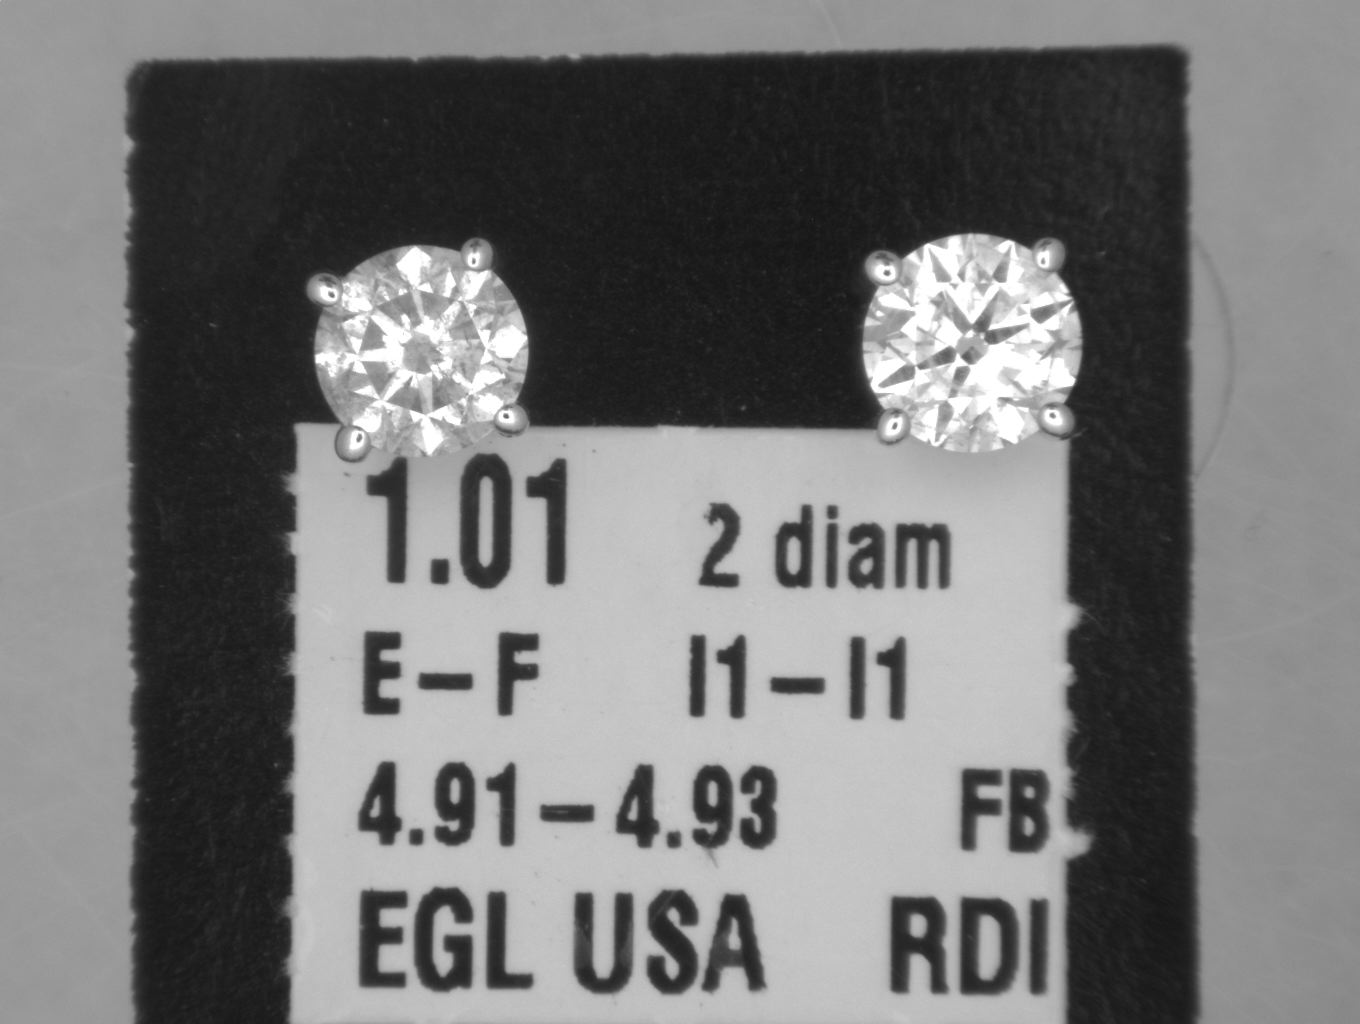 1.01 2 diam
E-F I1-I1
4.91-4.93 FB
EGL USA RDI